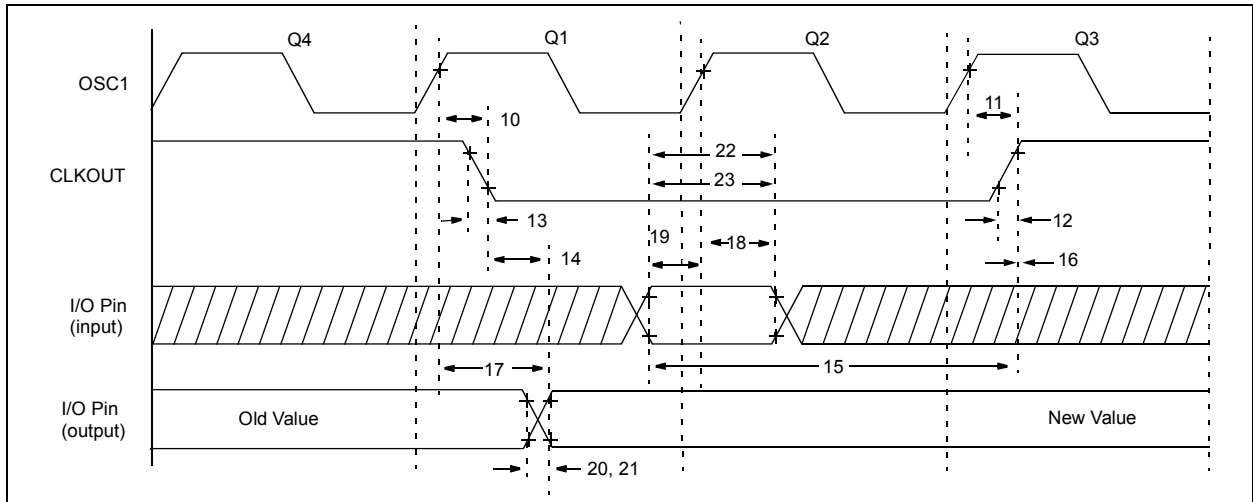 Q4 Q1 Q2 Q3
OSC1
10 11
22
CLKOUT
23
13 12
19 18
14 16
I/O Pin
(input)
17 15
I/O Pin
(output)
Old Value New Value
20, 21